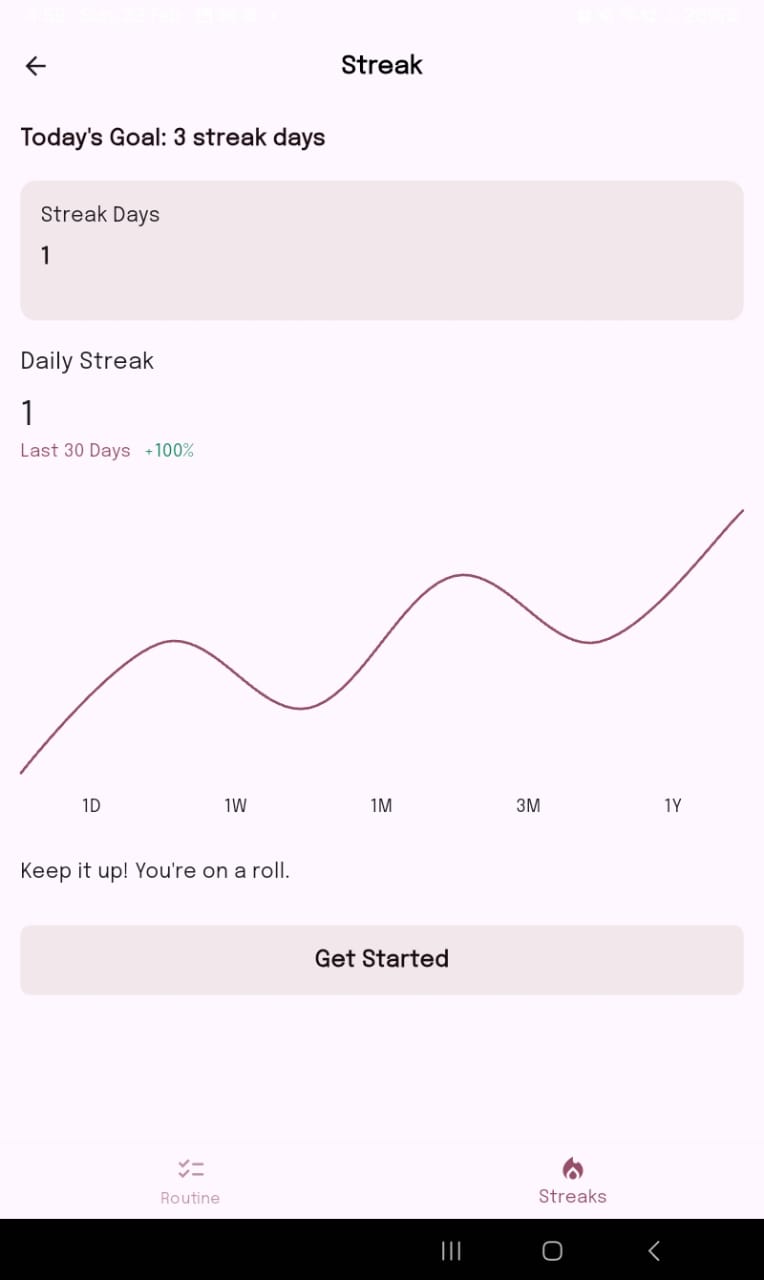 Streak
Today's Goal: 3 streak days
Streak Days
1
Daily Streak
1
Last 30 Days +100%
1D 1W 1M 3M 1Y
Keep it up! You're on a roll.
Get Started
Routine Streaks